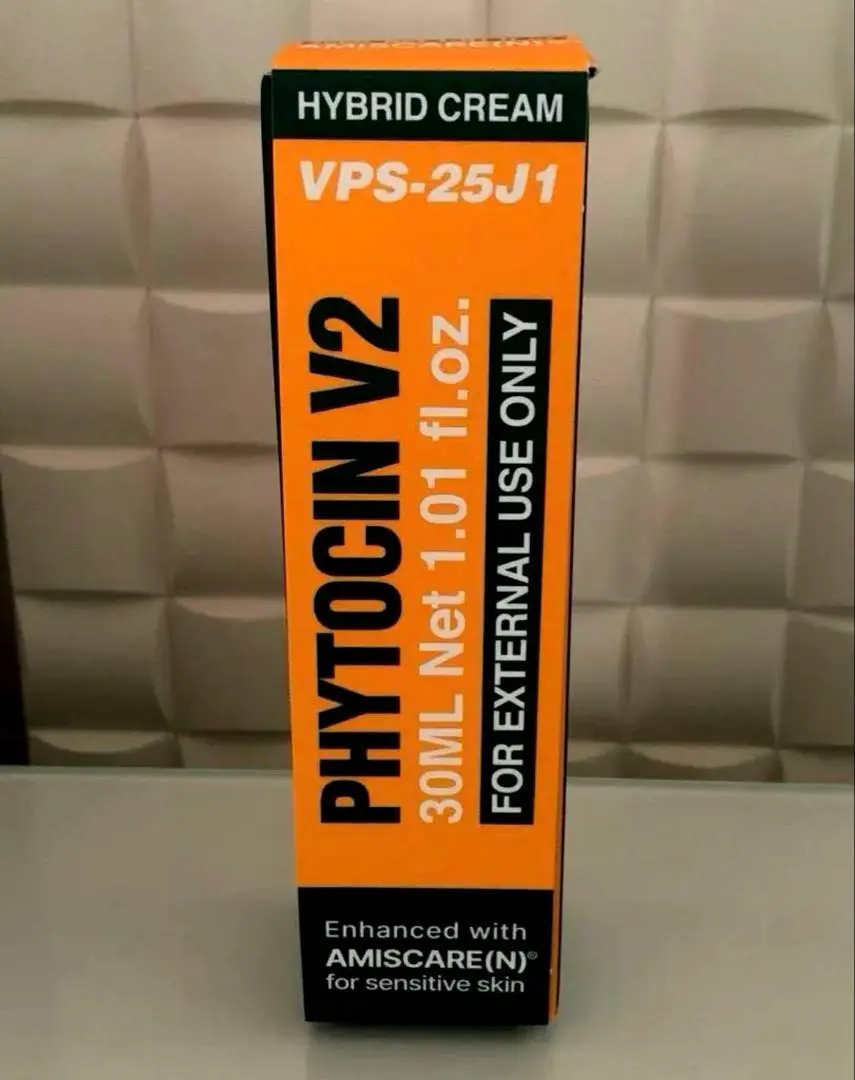 AMISCARE(N)®
HYBRID CREAM
VPS-25J1
PHYTOCIN V2
30ML Net 1.01 fl.oz.
FOR EXTERNAL USE ONLY
Enhanced with
AMISCARE(N)®
for sensitive skin